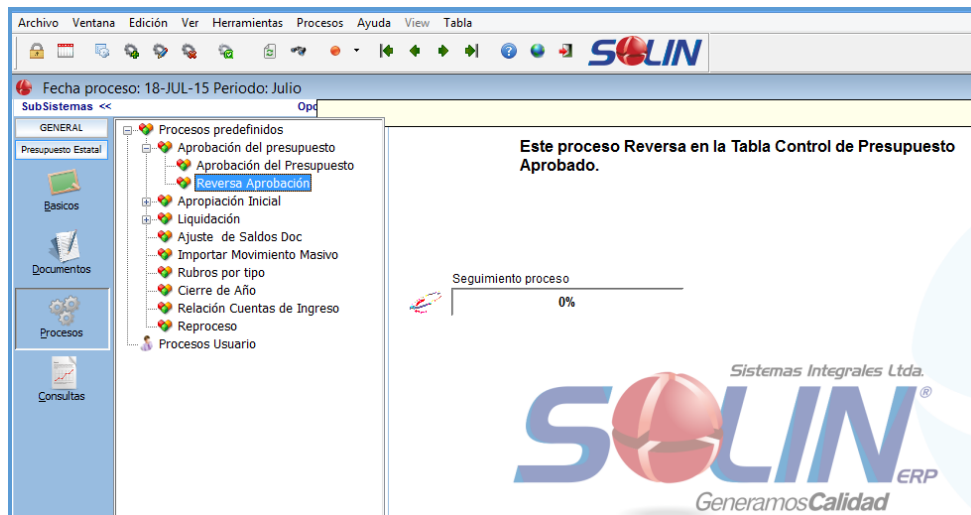 Archivo Ventana Edición Ver Herramientas Procesos Ayuda View Tabla
SOLIN
Fecha proceso: 18-JUL-15 Periodo: Julio
SubSistemas << Opc
GENERAL
Presupuesto Estatal
Basicos
Documentos
Procesos
Consultas
Procesos predefinidos
Aprobación del presupuesto
Aprobación del Presupuesto
Reversa Aprobación
Apropiación Inicial
Liquidación
Ajuste de Saldos Doc
Importar Movimiento Masivo
Rubros por tipo
Cierre de Año
Relación Cuentas de Ingreso
Reproceso
Procesos Usuario
Este proceso Reversa en la Tabla Control de Presupuesto
Aprobado.
Seguimiento proceso
0%
Sistemas Integrales Ltda.
SOLIN®
ERP
GeneramosCalidad